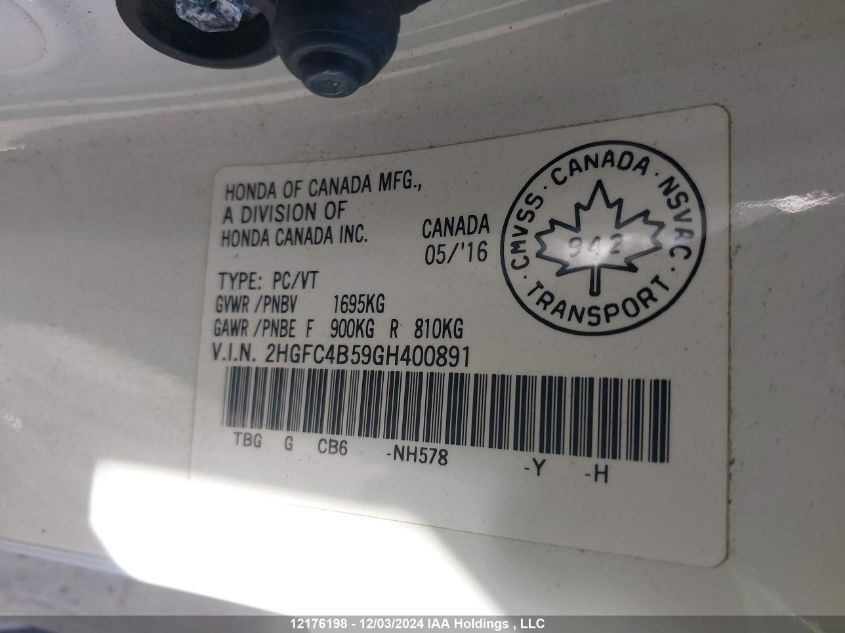 HONDA OF CANADA MFG.,
A DIVISION OF
HONDA CANADA INC.
CANADA
05/'16
CMVSS · CANADA · NSVAC · TRANSPORT ·
942
TYPE: PC/VT
GVWR /PNBV 1695KG
GAWR /PNBE F 900KG R 810KG
V.I.N. 2HGFC4B59GH400891
TBG G CB6 -NH578 -Y -H
12176198 - 12/03/2024 IAA Holdings , LLC